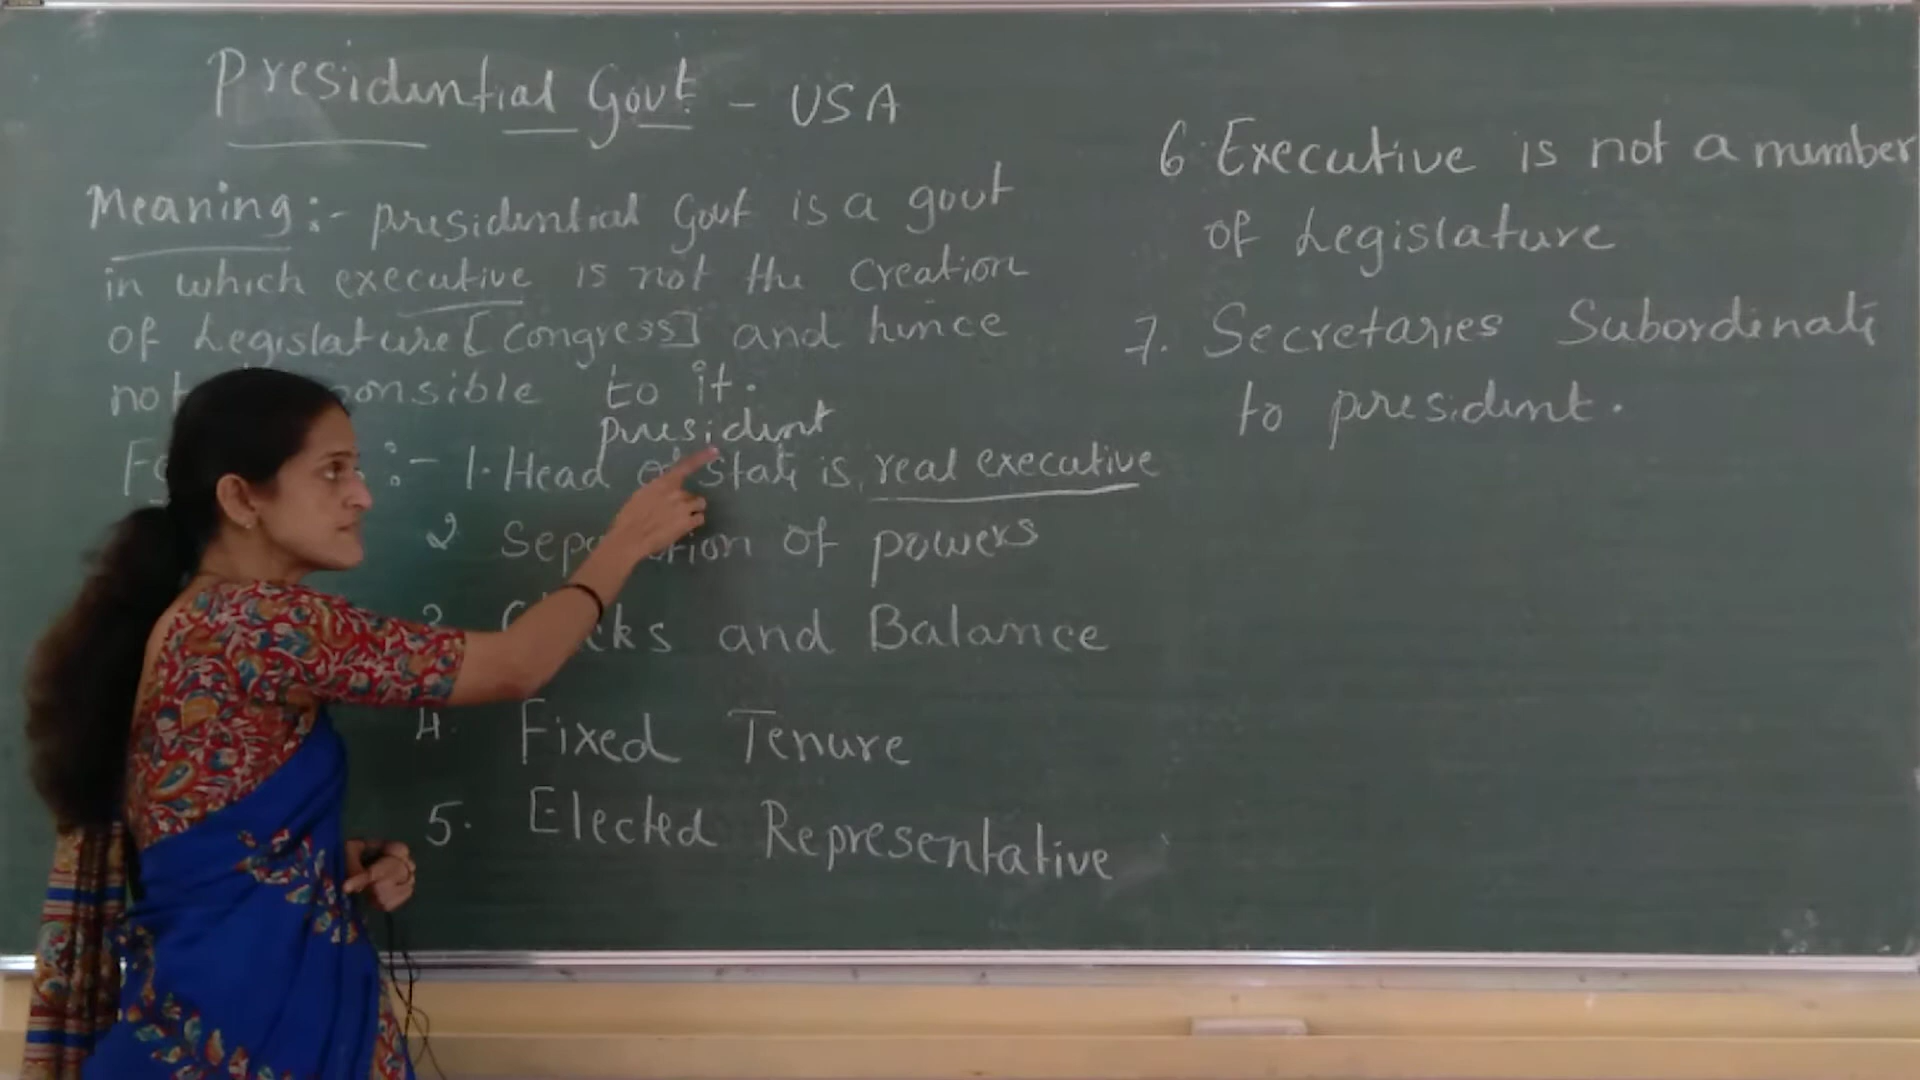 Presidential Govt - USA
Meaning :- presidential Govt is a govt
in which executive is not the creation
of Legislature [congress] and hence
not to it.
president
:- 1. Head of State is real executive
2 Separation of powers
3 Checks and Balance
4. Fixed Tenure
5. Elected Representative
6. Executive is not a member
of Legislature
7. Secretaries Subordinate
to president.